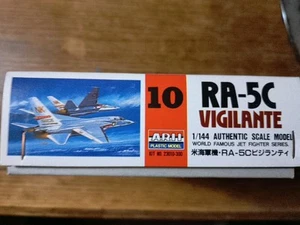 10
RA-5C
VIGILANTE
ARII
PLASTIC MODEL
1/144 AUTHENTIC SCALE MODEL
WORLD FAMOUS JET FIGHTER SERIES.
米海軍機・RA-5Cビジランティ